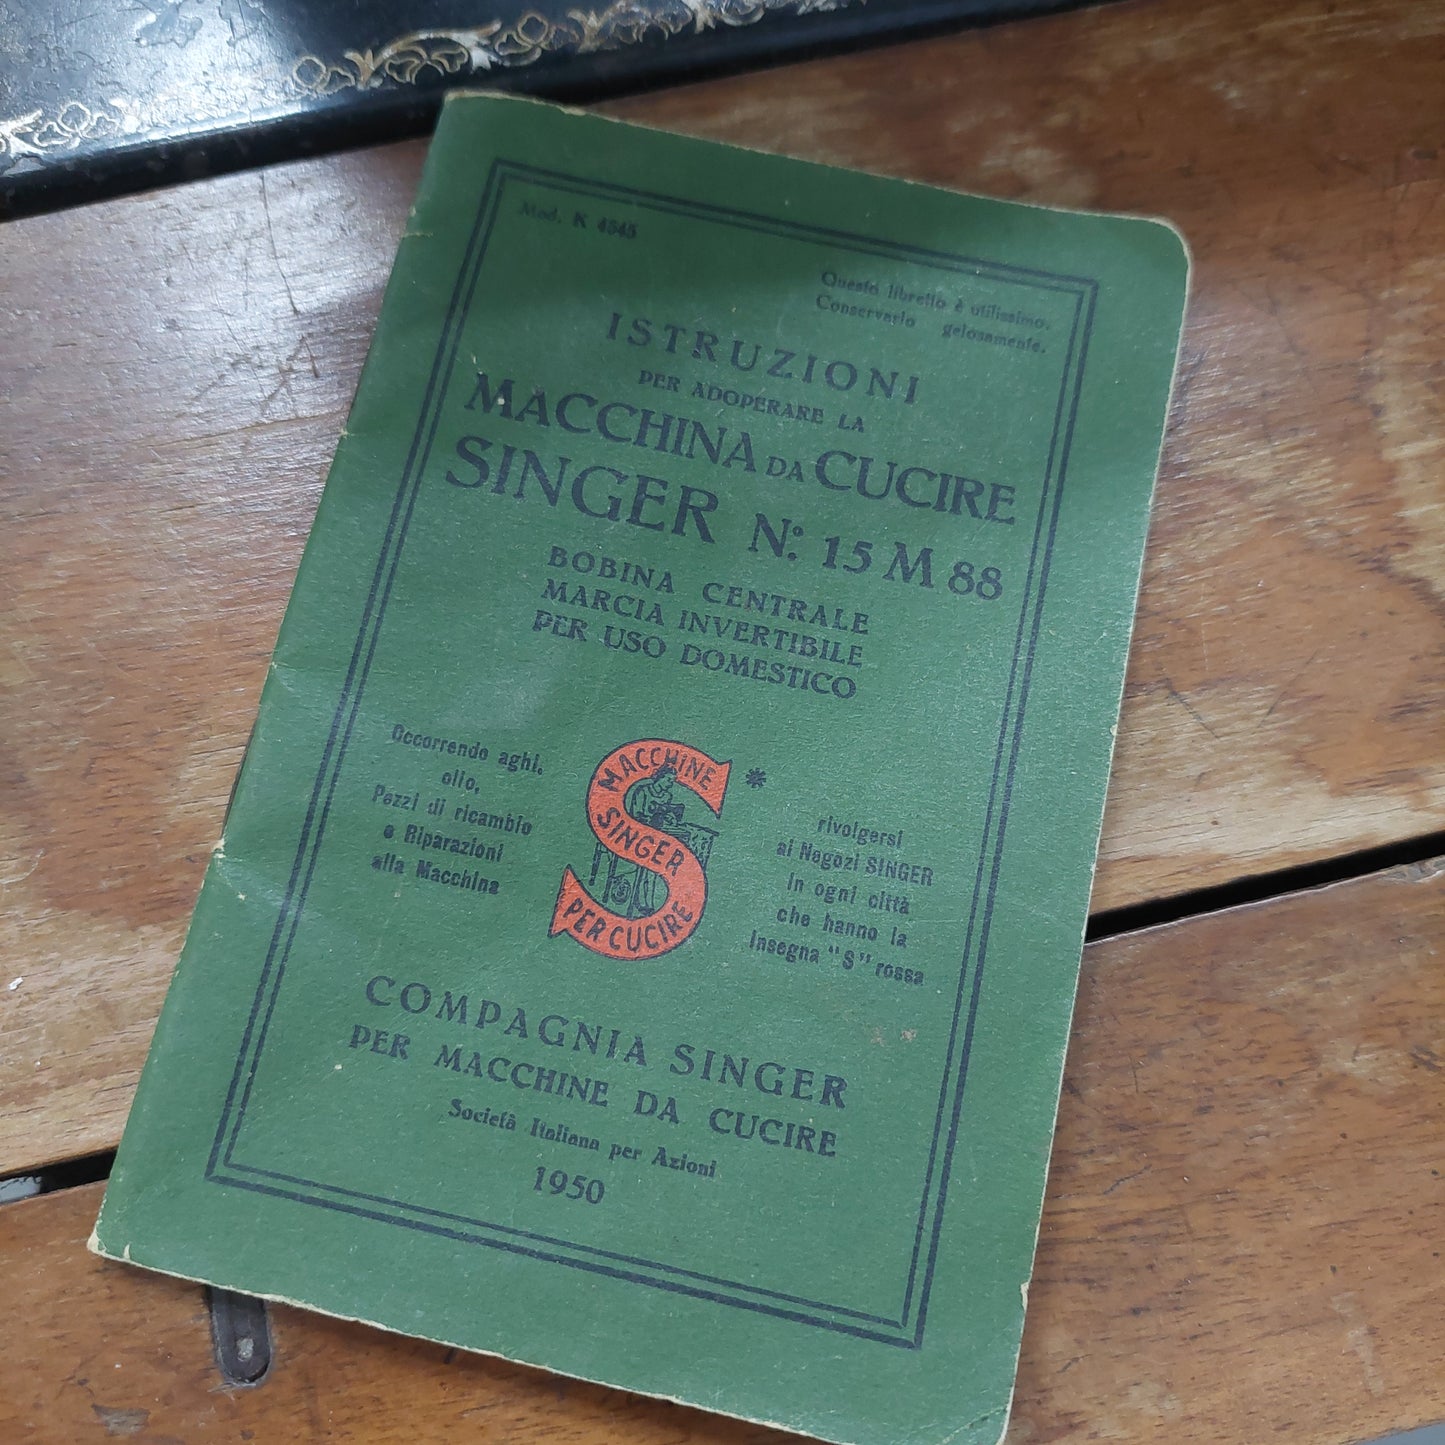 Mod. K 4545
Questo libretto è utilissimo.
Conservarlo gelosamente.
ISTRUZIONI
PER ADOPERARE LA
MACCHINA DA CUCIRE
SINGER N.º 15 M 88
BOBINA CENTRALE
MARCIA INVERTIBILE
PER USO DOMESTICO
Occorrendo aghi,
olio,
Pezzi di ricambio
e Riparazioni
alla Macchina
MACCHINE
SINGER
PER CUCIRE
*
rivolgersi
ai Negozi SINGER
in ogni città
che hanno la
Insegna "S" rossa
COMPAGNIA SINGER
PER MACCHINE DA CUCIRE
Società Italiana per Azioni
1950